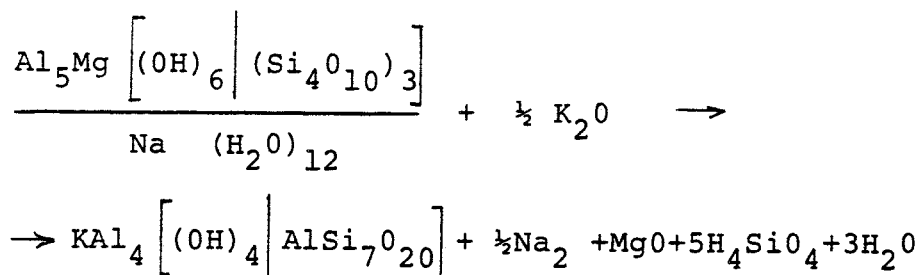 Al₅Mg [(OH)₆|(Si₄O₁₀)₃]
Na (H₂O)₁₂ + ½ K₂O →
→ KAl₄ [(OH)₄|AlSi₇O₂₀] + ½Na₂ +MgO+5H₄SiO₄+3H₂O